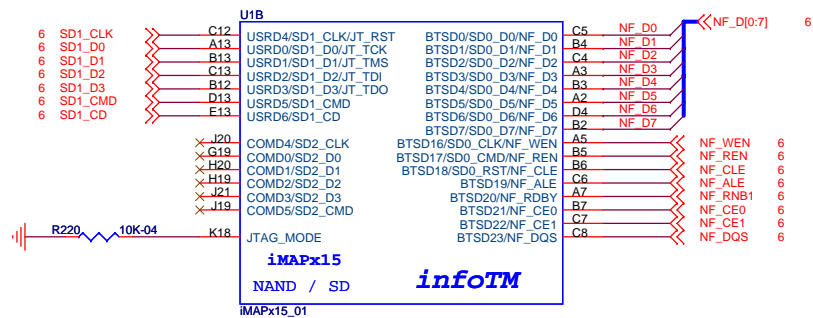 U1B
6 SD1_CLK C12 USRD4/SD1_CLK/JT_RST BTSD0/SD0_D0/NF_D0 C5 NF_D0 NF_D[0:7] 6
6 SD1_D0 A13 USRD0/SD1_D0/JT_TCK BTSD1/SD0_D1/NF_D1 B4 NF_D1
6 SD1_D1 B13 USRD1/SD1_D1/JT_TMS BTSD2/SD0_D2/NF_D2 C4 NF_D2
6 SD1_D2 C13 USRD2/SD1_D2/JT_TDI BTSD3/SD0_D3/NF_D3 A3 NF_D3
6 SD1_D3 B12 USRD3/SD1_D3/JT_TDO BTSD4/SD0_D4/NF_D4 B3 NF_D4
6 SD1_CMD D13 USRD5/SD1_CMD BTSD5/SD0_D5/NF_D5 A2 NF_D5
6 SD1_CD E13 USRD6/SD1_CD BTSD6/SD0_D6/NF_D6 D4 NF_D6
BTSD7/SD0_D7/NF_D7 B2 NF_D7
J20 COMD4/SD2_CLK BTSD16/SD0_CLK/NF_WEN A5 NF_WEN 6
G19 COMD0/SD2_D0 BTSD17/SD0_CMD/NF_REN B5 NF_REN 6
H20 COMD1/SD2_D1 BTSD18/SD0_RST/NF_CLE B6 NF_CLE 6
H19 COMD2/SD2_D2 BTSD19/NF_ALE C6 NF_ALE 6
J21 COMD3/SD2_D3 BTSD20/NF_RDBY A7 NF_RNB1 6
J19 COMD5/SD2_CMD BTSD21/NF_CE0 B7 NF_CE0 6
BTSD22/NF_CE1 C7 NF_CE1 6
R220 10K-04 K18 JTAG_MODE BTSD23/NF_DQS C8 NF_DQS 6
iMAPx15
NAND / SD infoTM
iMAPx15_01